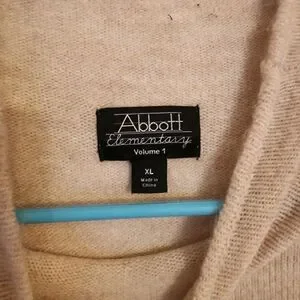 Abbott
Elementary
Volume 1
XL
Made in
China